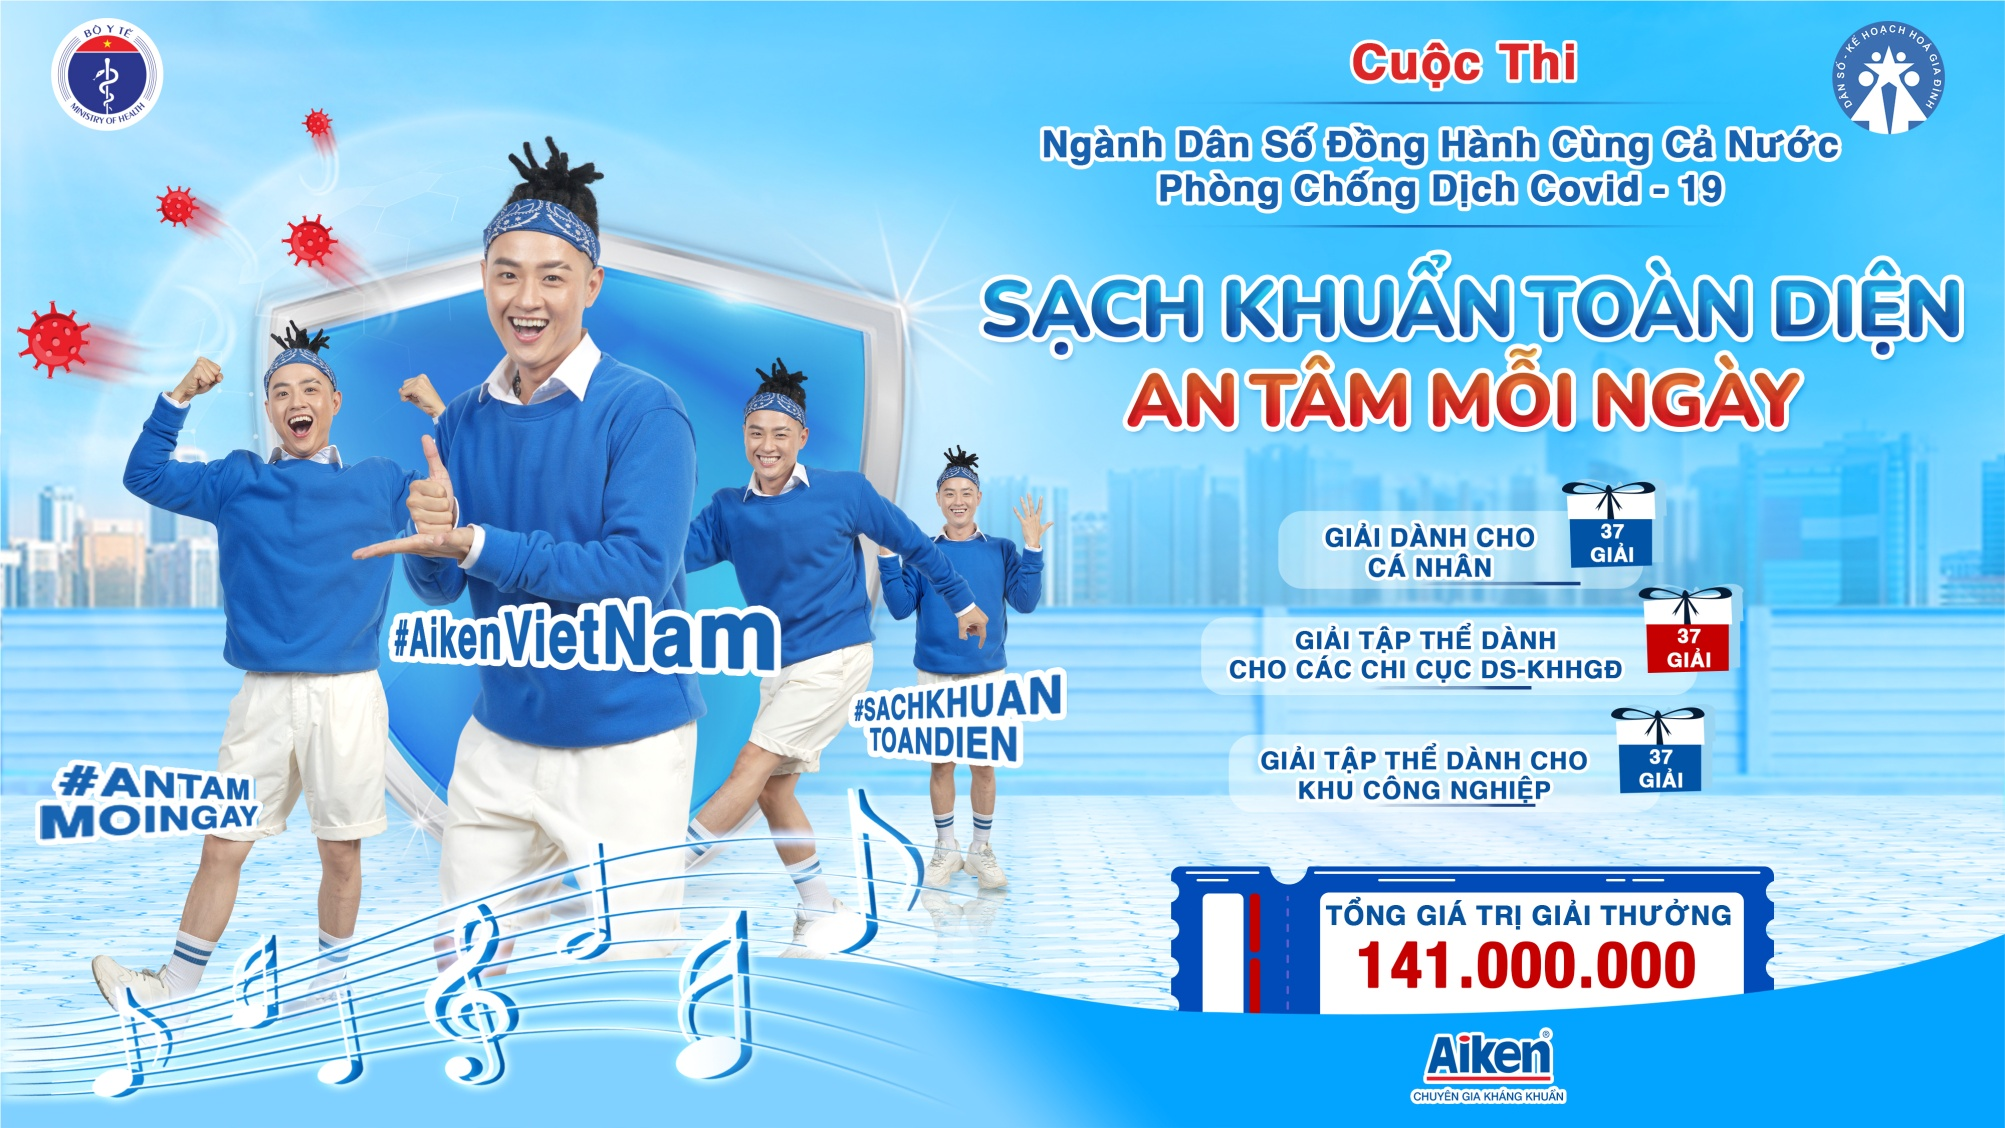 BỘ Y TẾ
MINISTRY OF HEALTH
DÂN SỐ - KẾ HOẠCH HOÁ GIA ĐÌNH
Cuộc Thi
Ngành Dân Số Đồng Hành Cùng Cả Nước
Phòng Chống Dịch Covid - 19
SẠCH KHUẨN TOÀN DIỆN
AN TÂM MỖI NGÀY
GIẢI DÀNH CHO
CÁ NHÂN
37
GIẢI
GIẢI TẬP THỂ DÀNH
CHO CÁC CHI CỤC DS-KHHGĐ
37
GIẢI
GIẢI TẬP THỂ DÀNH CHO
KHU CÔNG NGHIỆP
37
GIẢI
#AikenVietNam
#SACHKHUAN
TOANDIEN
#ANTAM
MOINGAY
TỔNG GIÁ TRỊ GIẢI THƯỞNG
141.000.000
Aiken®
CHUYÊN GIA KHÁNG KHUẨN